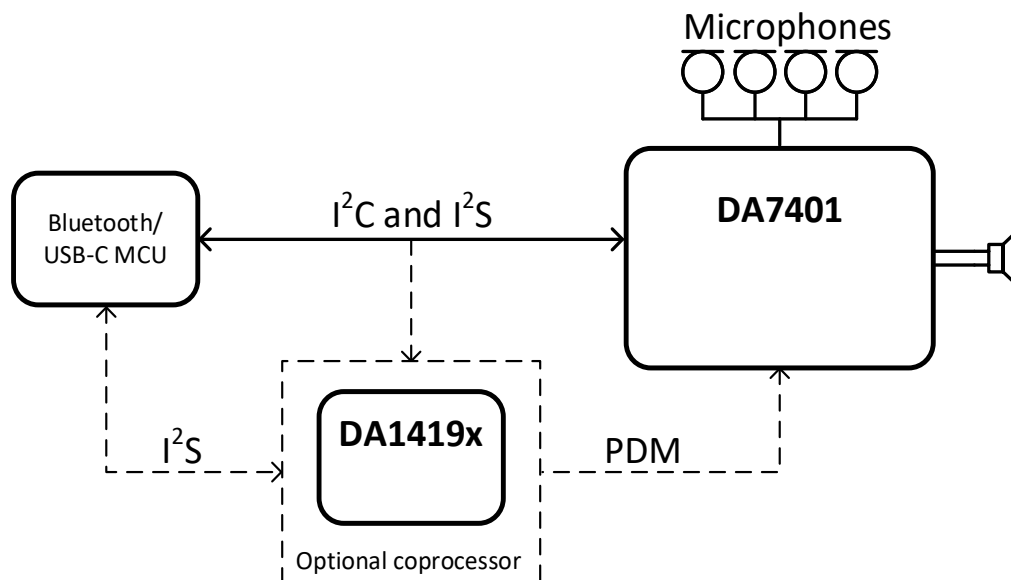 Microphones
DA7401
Bluetooth/
USB-C MCU
I²C and I²S
DA1419x
I²S
PDM
Optional coprocessor